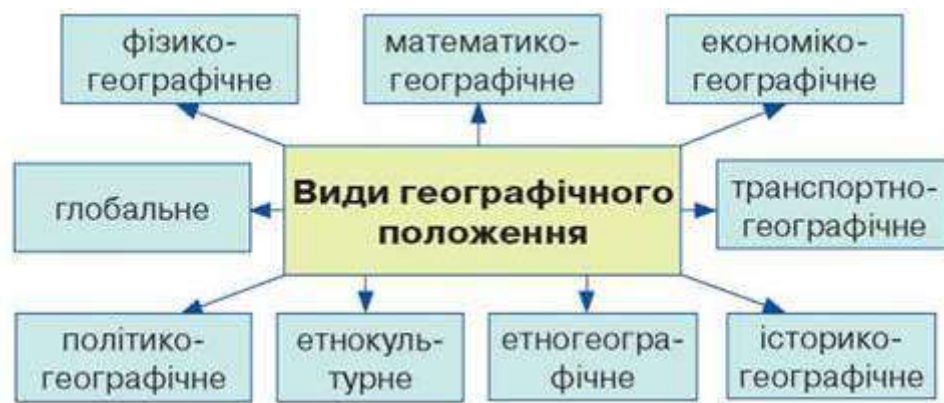 фізико-
географічне
математико-
географічне
економіко-
географічне
глобальне
Види географічного
положення
транспортно-
географічне
політико-
географічне
етнокуль-
турне
етногеогра-
фічне
історико-
географічне